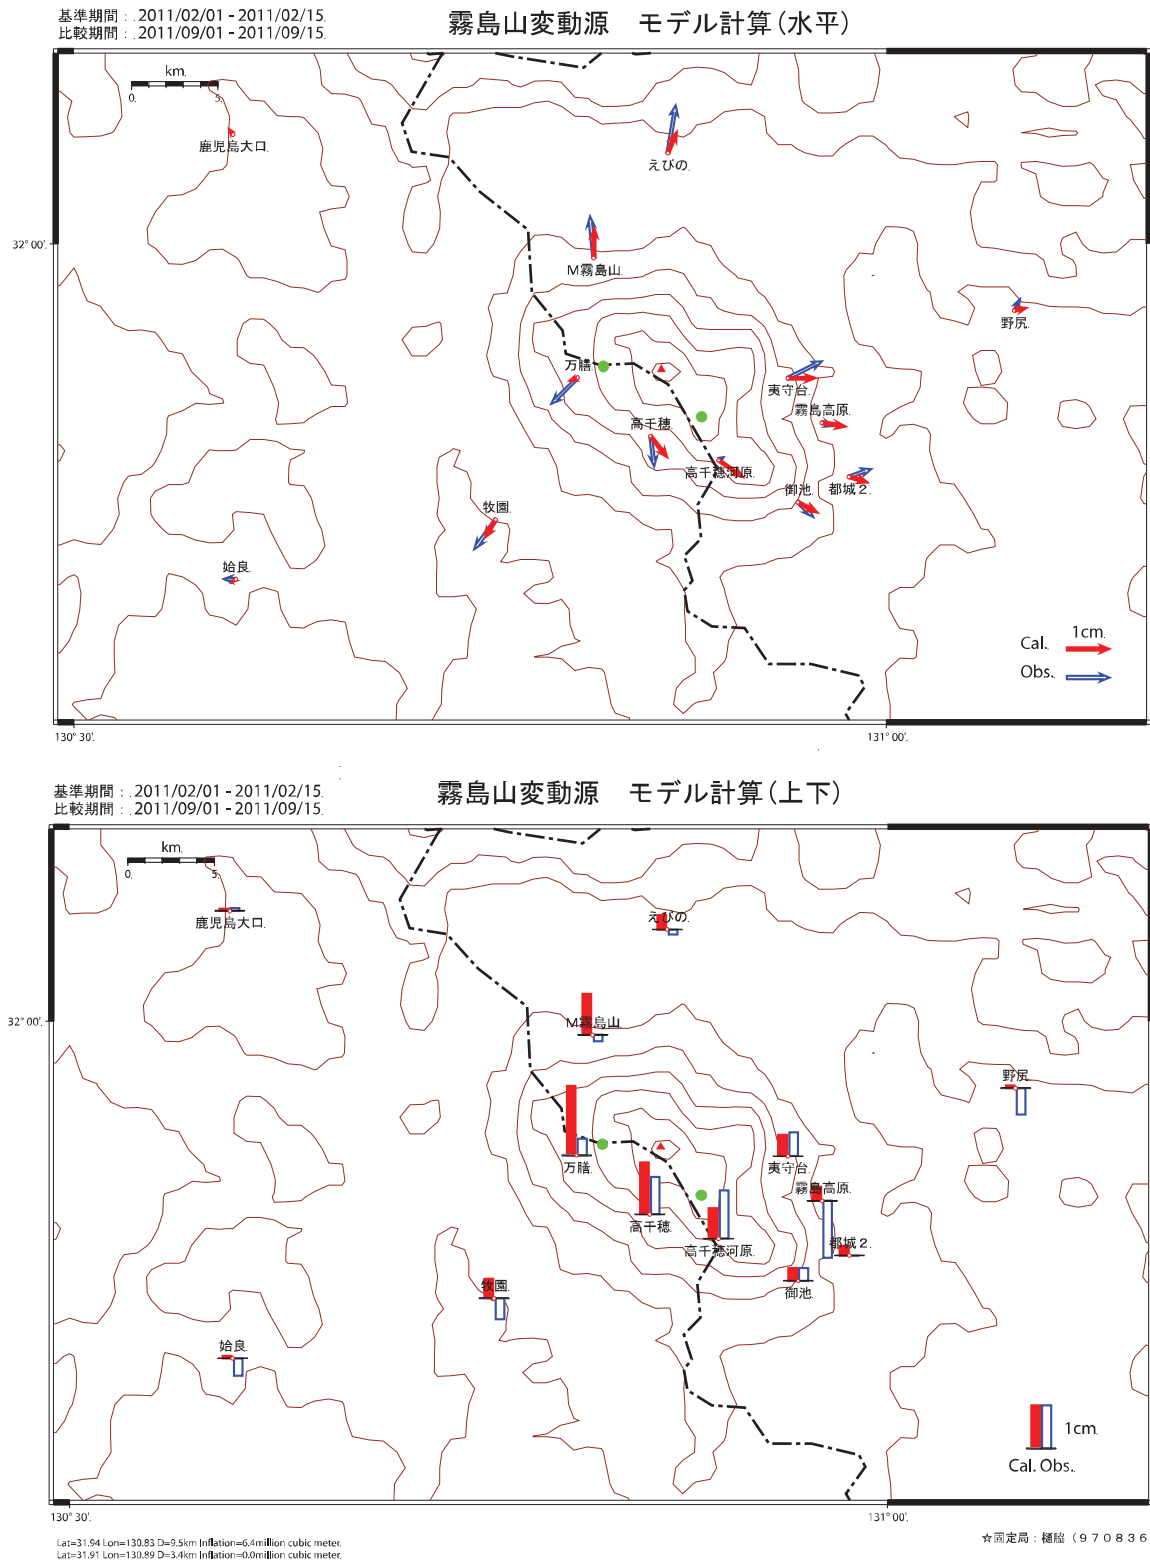 基準期間：.2011/02/01 - 2011/02/15.
比較期間：.2011/09/01 - 2011/09/15.
霧島山変動源　モデル計算(水平)
km.
0. 5.
鹿児島大口.
えびの.
32° 00'.
M霧島山.
野尻.
万膳.
夷守台.
霧島高原.
高千穂.
高千穂河原.
都城２.
御池.
牧園.
姶良.
Cal. 1cm.
Obs.
130° 30'. 131° 00'.
基準期間：.2011/02/01 - 2011/02/15.
比較期間：.2011/09/01 - 2011/09/15.
霧島山変動源　モデル計算(上下)
km.
0. 5.
鹿児島大口.
えびの.
32° 00'.
M霧島山
野尻.
万膳.
夷守台.
霧島高原.
高千穂.
高千穂河原.
都城２.
御池.
牧園.
姶良.
1cm.
Cal. Obs.
130° 30'. 131° 00'.
Lat=31.94 Lon=130.83 D=9.5km Inflation=6.4million cubic meter.
Lat=31.91 Lon=130.89 D=3.4km Inflation=0.0million cubic meter.
☆固定局：樋脇（９７０８３６